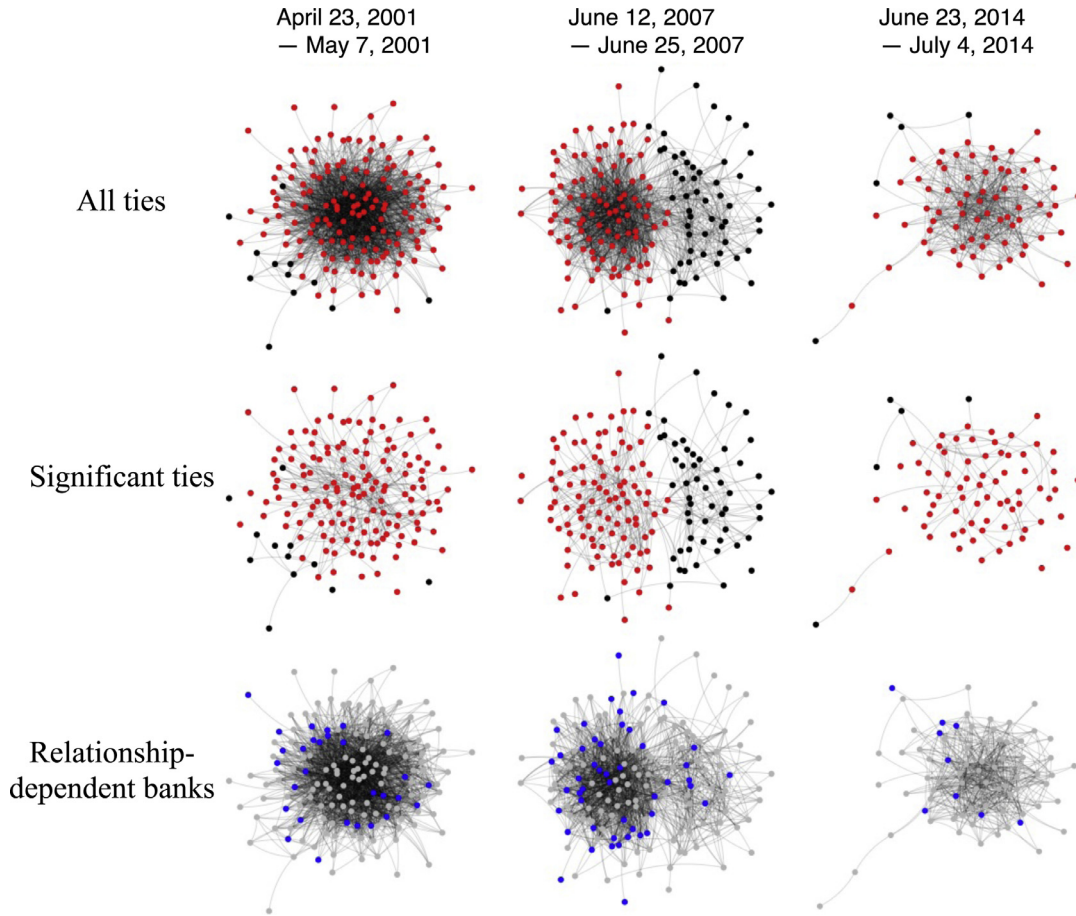 April 23, 2001
— May 7, 2001
June 12, 2007
— June 25, 2007
June 23, 2014
— July 4, 2014
All ties
Significant ties
Relationship-
dependent banks